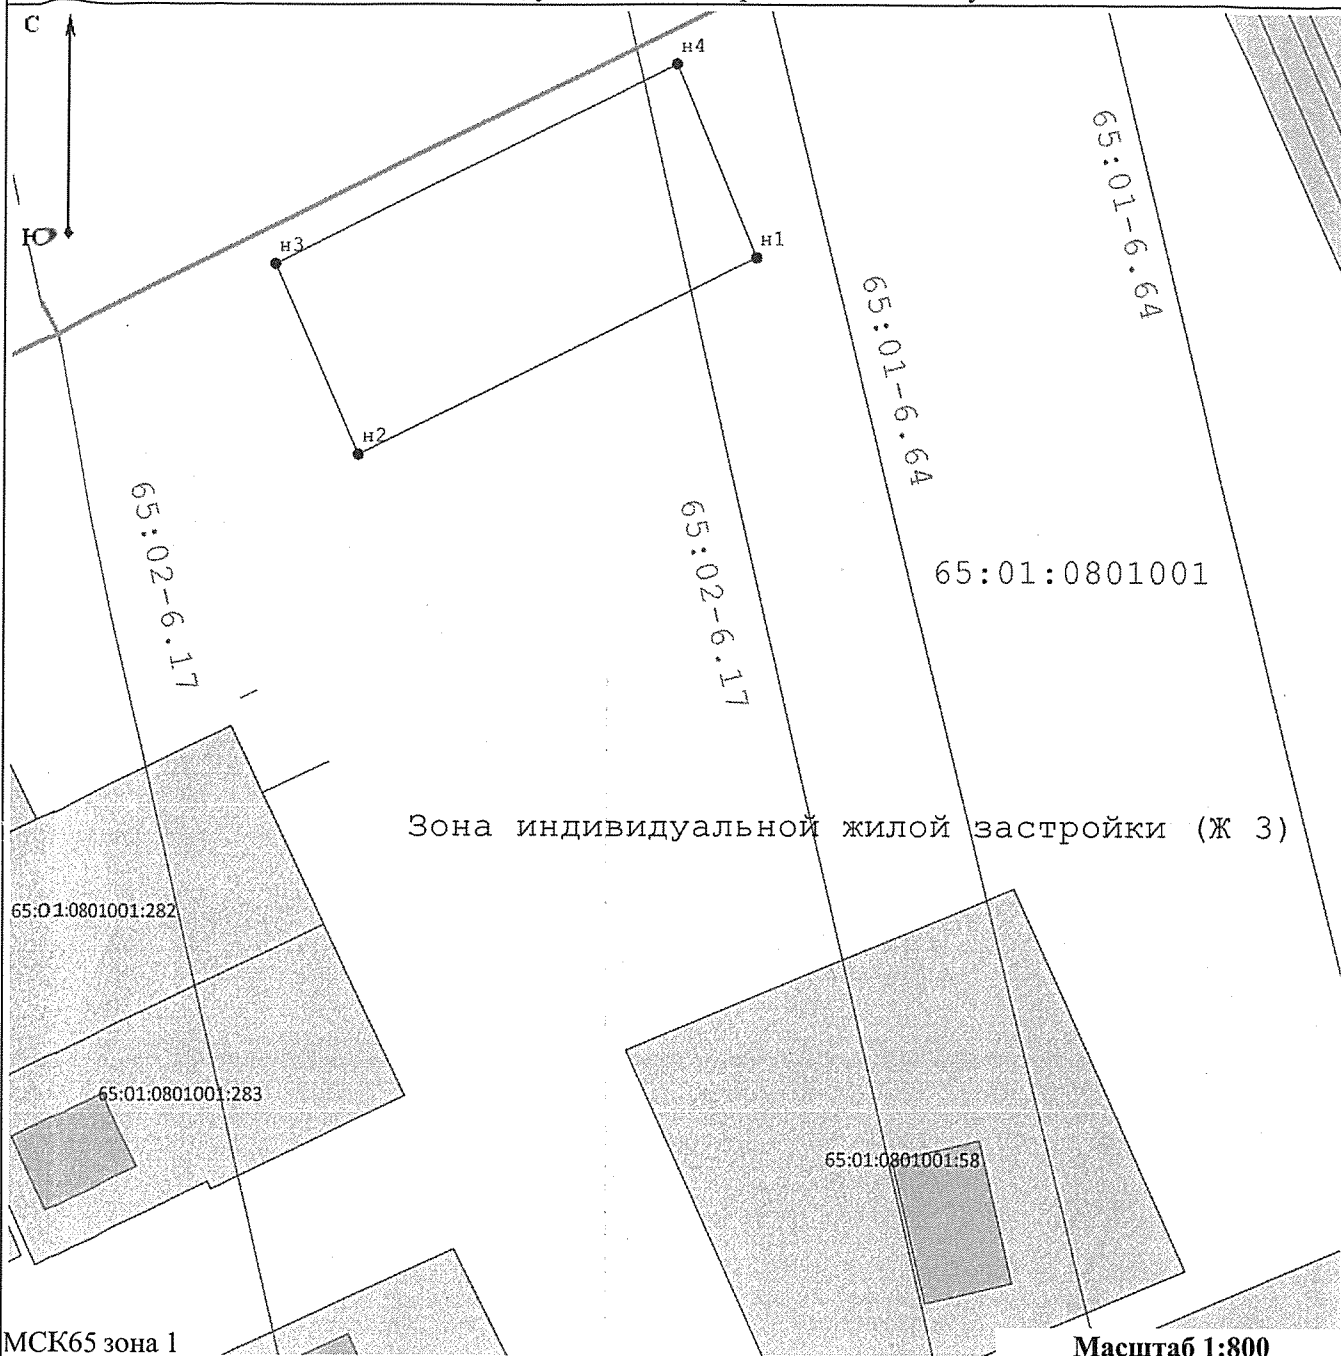 С
н4
65:01-6.64
Ю
н3
н1
65:01-6.64
н2
65:02-6.17
65:02-6.17
65:01:0801001
Зона индивидуальной жилой застройки (Ж 3)
65:01:0801001:282
65:01:0801001:283
65:01:0801001:58
МСК65 зона 1
Масштаб 1:800